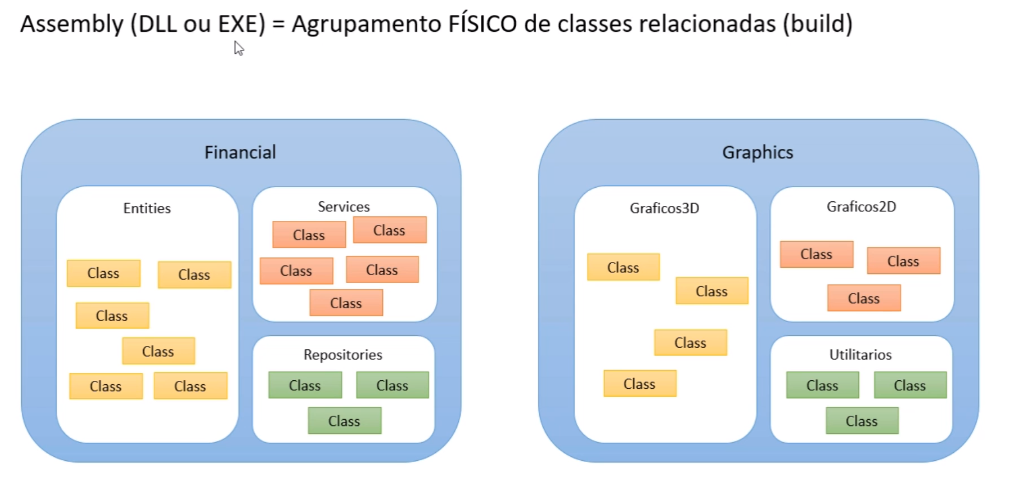 Assembly (DLL ou EXE) = Agrupamento FÍSICO de classes relacionadas (build)
Financial
Entities
Class
Class
Class
Class
Class
Class
Services
Class
Class
Class
Class
Class
Repositories
Class
Class
Class
Graphics
Graficos3D
Class
Class
Class
Class
Graficos2D
Class
Class
Class
Utilitarios
Class
Class
Class